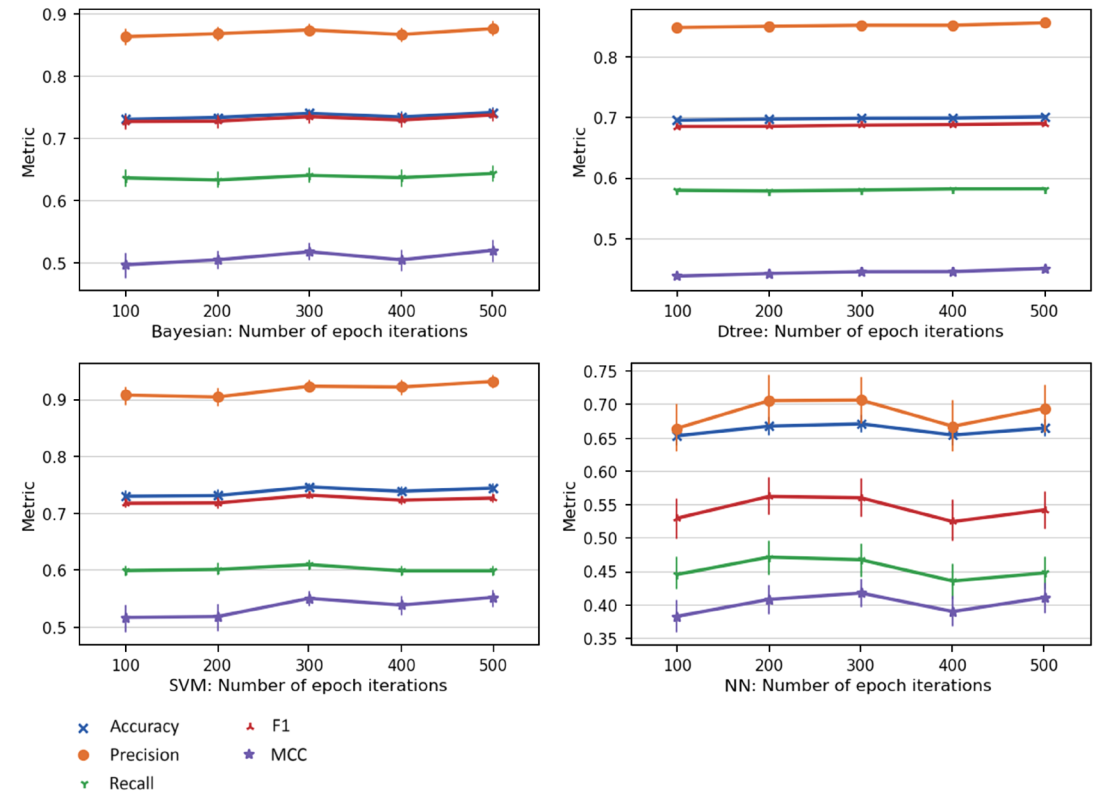 0.9
0.8
0.7
0.6
0.5
Metric
100 200 300 400 500
Bayesian: Number of epoch iterations
0.8
0.7
0.6
0.5
Metric
100 200 300 400 500
Dtree: Number of epoch iterations
0.9
0.8
0.7
0.6
0.5
Metric
100 200 300 400 500
SVM: Number of epoch iterations
0.75
0.70
0.65
0.60
0.55
0.50
0.45
0.40
0.35
Metric
100 200 300 400 500
NN: Number of epoch iterations
Accuracy F1
Precision MCC
Recall